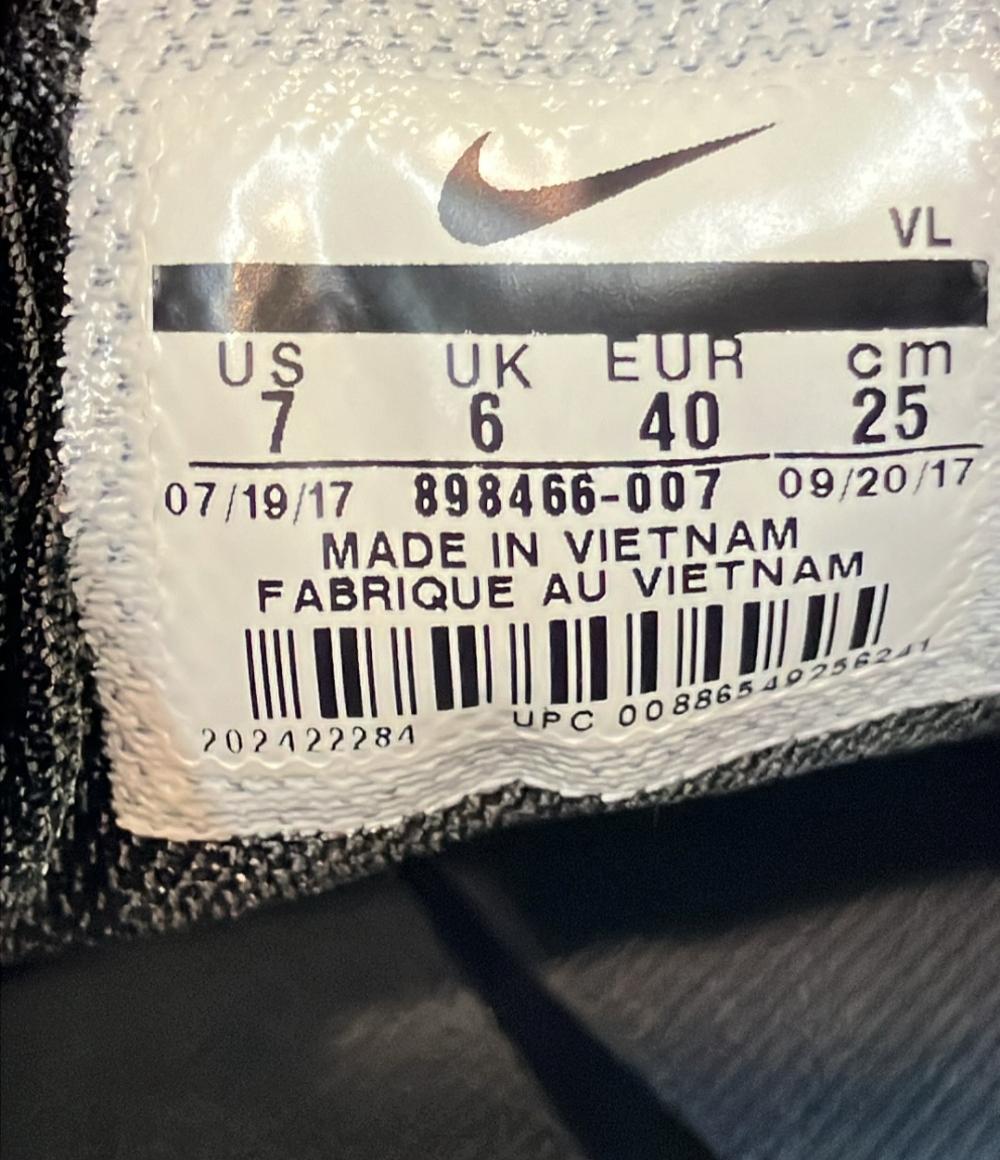 VL
US UK EUR cm
7 6 40 25
07/19/17 898466-007 09/20/17
MADE IN VIETNAM
FABRIQUE AU VIETNAM
UPC 00886549256241
202422284